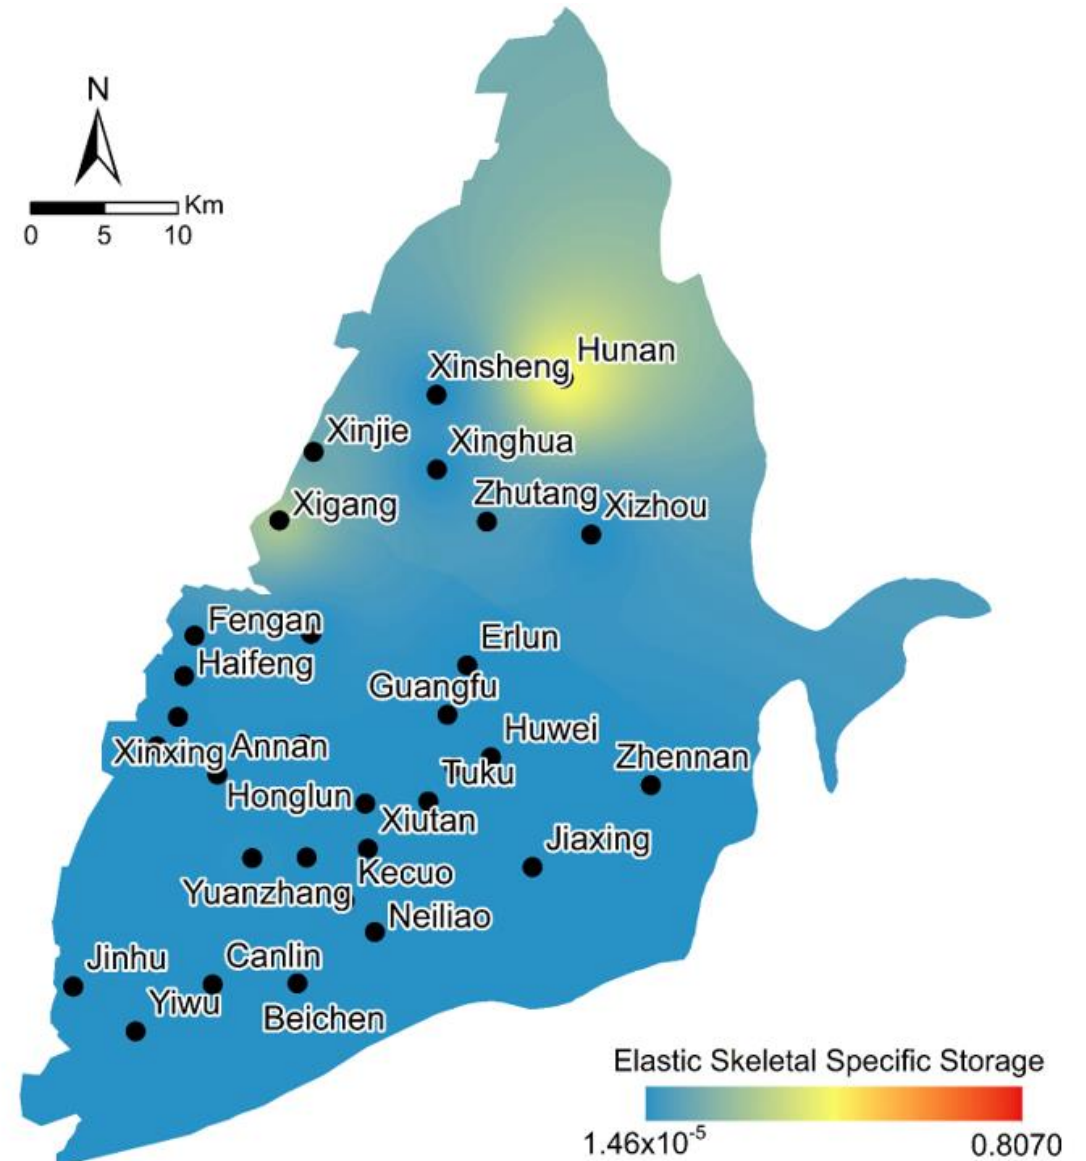 N
Km
0 5 10
Hunan
Xinsheng
Xinjie
Xinghua
Zhutang
Xizhou
Xigang
Fengan
Erlun
Haifeng
Guangfu
Huwei
Xinxing
Annan
Zhennan
Tuku
Honglun
Xiutan
Jiaxing
Kecuo
Yuanzhang
Neiliao
Jinhu
Canlin
Yiwu
Beichen
Elastic Skeletal Specific Storage
1.46x10⁻⁵ 0.8070